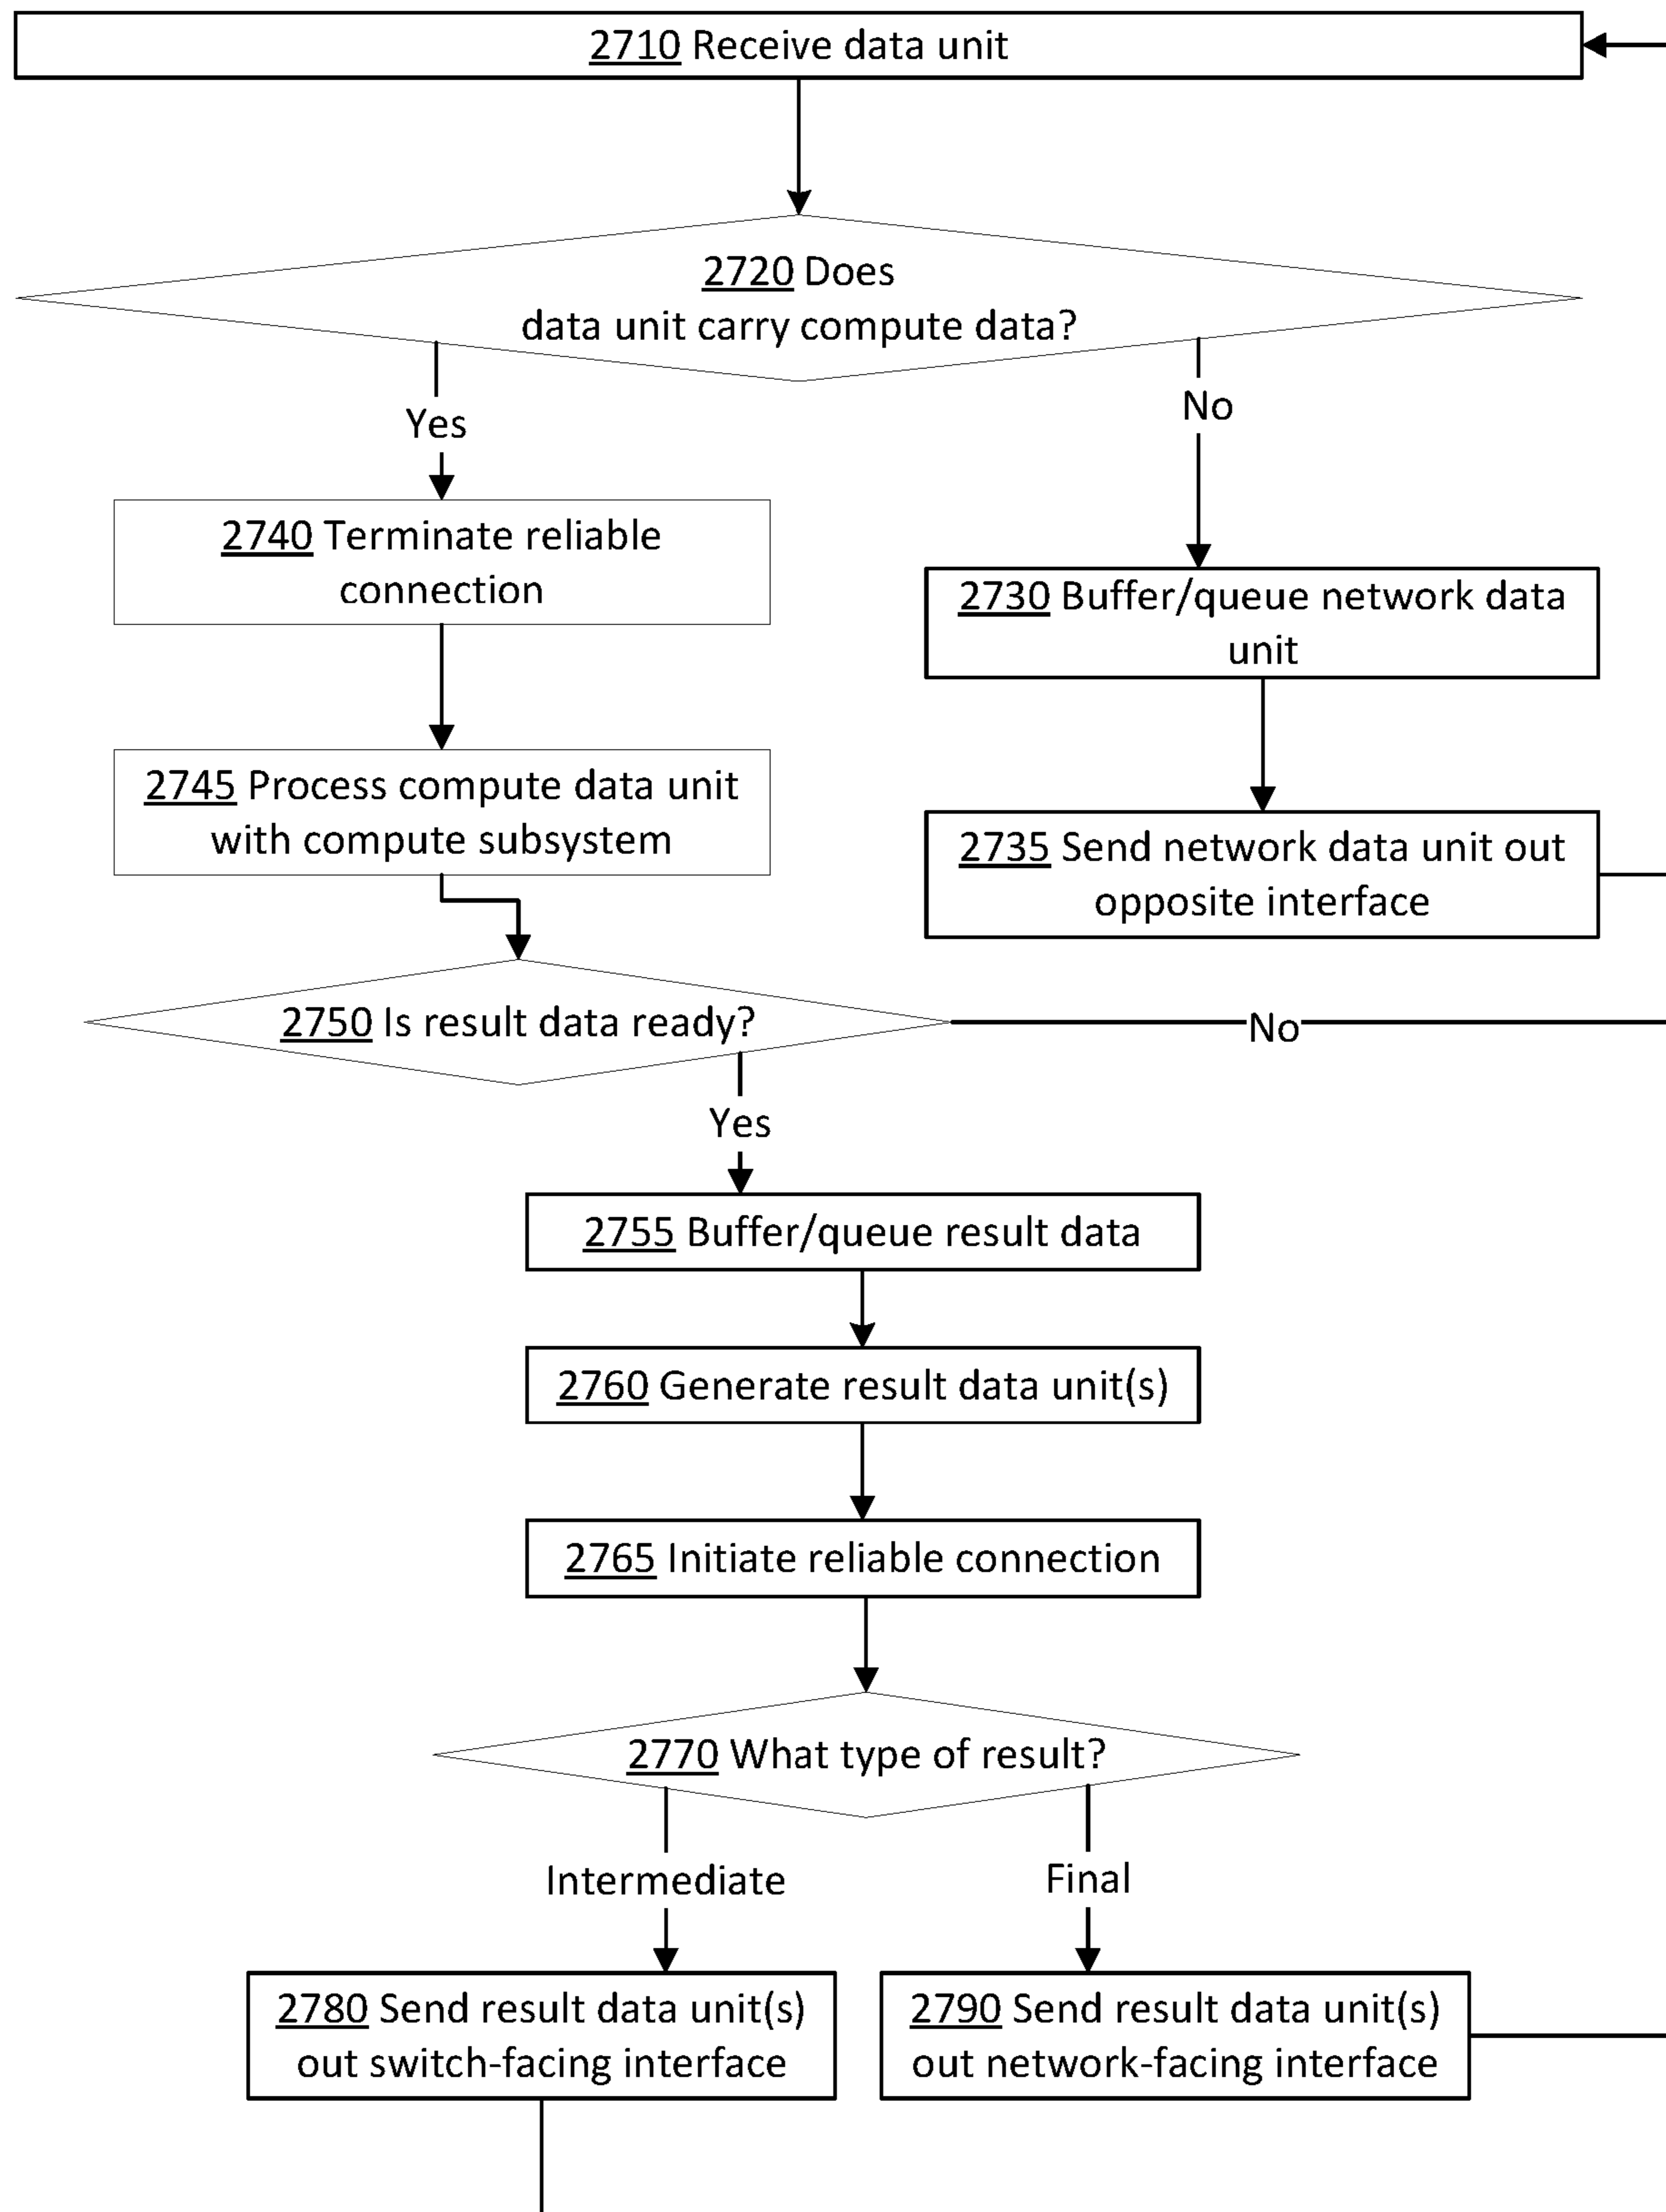 2710 Receive data unit
2720 Does
data unit carry compute data?
Yes
No
2740 Terminate reliable
connection
2730 Buffer/queue network data
unit
2745 Process compute data unit
with compute subsystem
2735 Send network data unit out
opposite interface
2750 Is result data ready?
No
Yes
2755 Buffer/queue result data
2760 Generate result data unit(s)
2765 Initiate reliable connection
2770 What type of result?
Intermediate
Final
2780 Send result data unit(s)
out switch-facing interface
2790 Send result data unit(s)
out network-facing interface